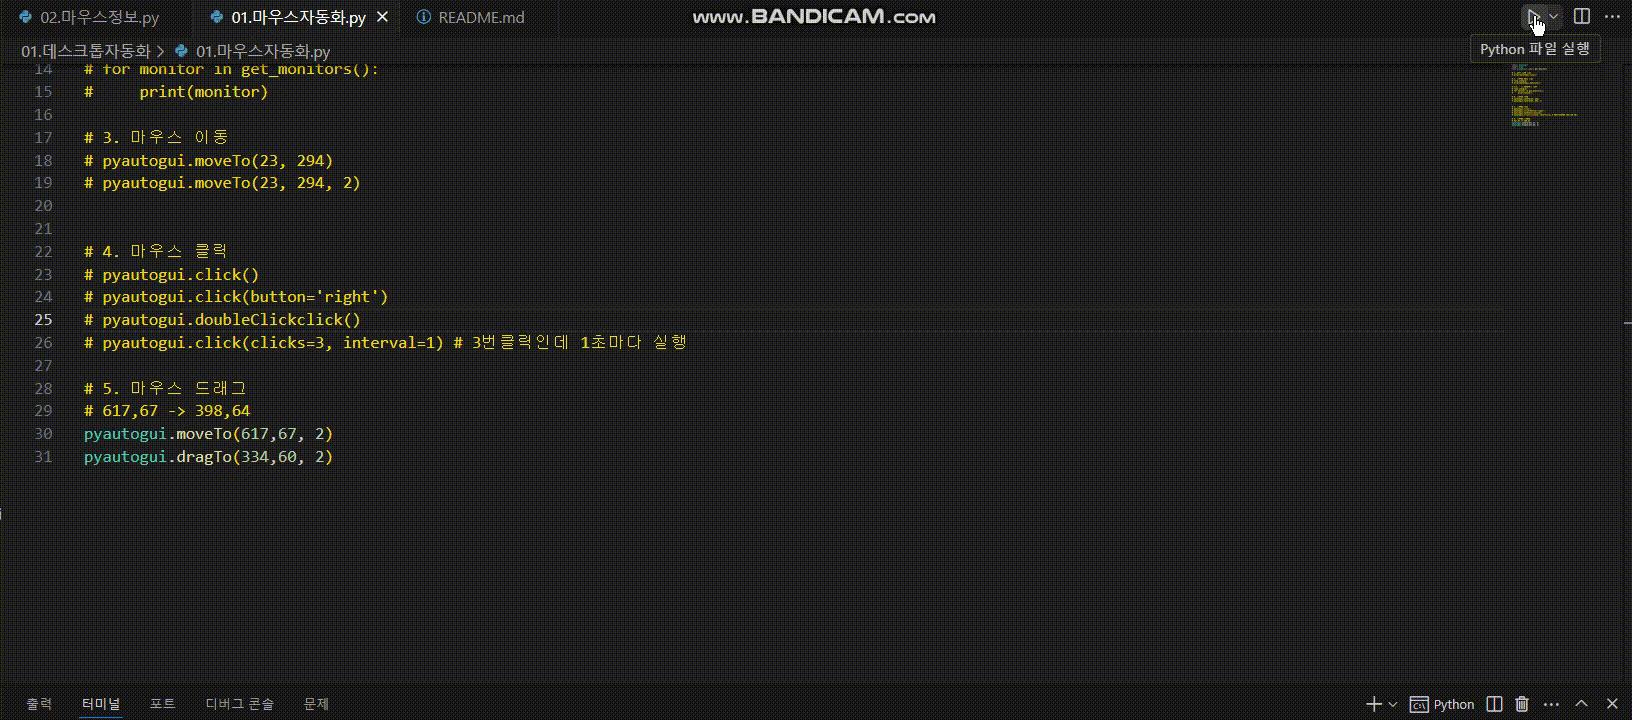 02.마우스정보.py 01.마우스자동화.py README.md www.BANDICAM.com
01.데스크톱자동화 > 01.마우스자동화.py
Python 파일 실행
14 # for monitor in get_monitors():
15 #     print(monitor)
16
17 # 3. 마우스 이동
18 # pyautogui.moveTo(23, 294)
19 # pyautogui.moveTo(23, 294, 2)
20
21
22 # 4. 마우스 클릭
23 # pyautogui.click()
24 # pyautogui.click(button='right')
25 # pyautogui.doubleClickclick()
26 # pyautogui.click(clicks=3, interval=1) # 3번클릭인데 1초마다 실행
27
28 # 5. 마우스 드래그
29 # 617,67 -> 398,64
30 pyautogui.moveTo(617,67, 2)
31 pyautogui.dragTo(334,60, 2)
출력 터미널 포트 디버그 콘솔 문제 Python